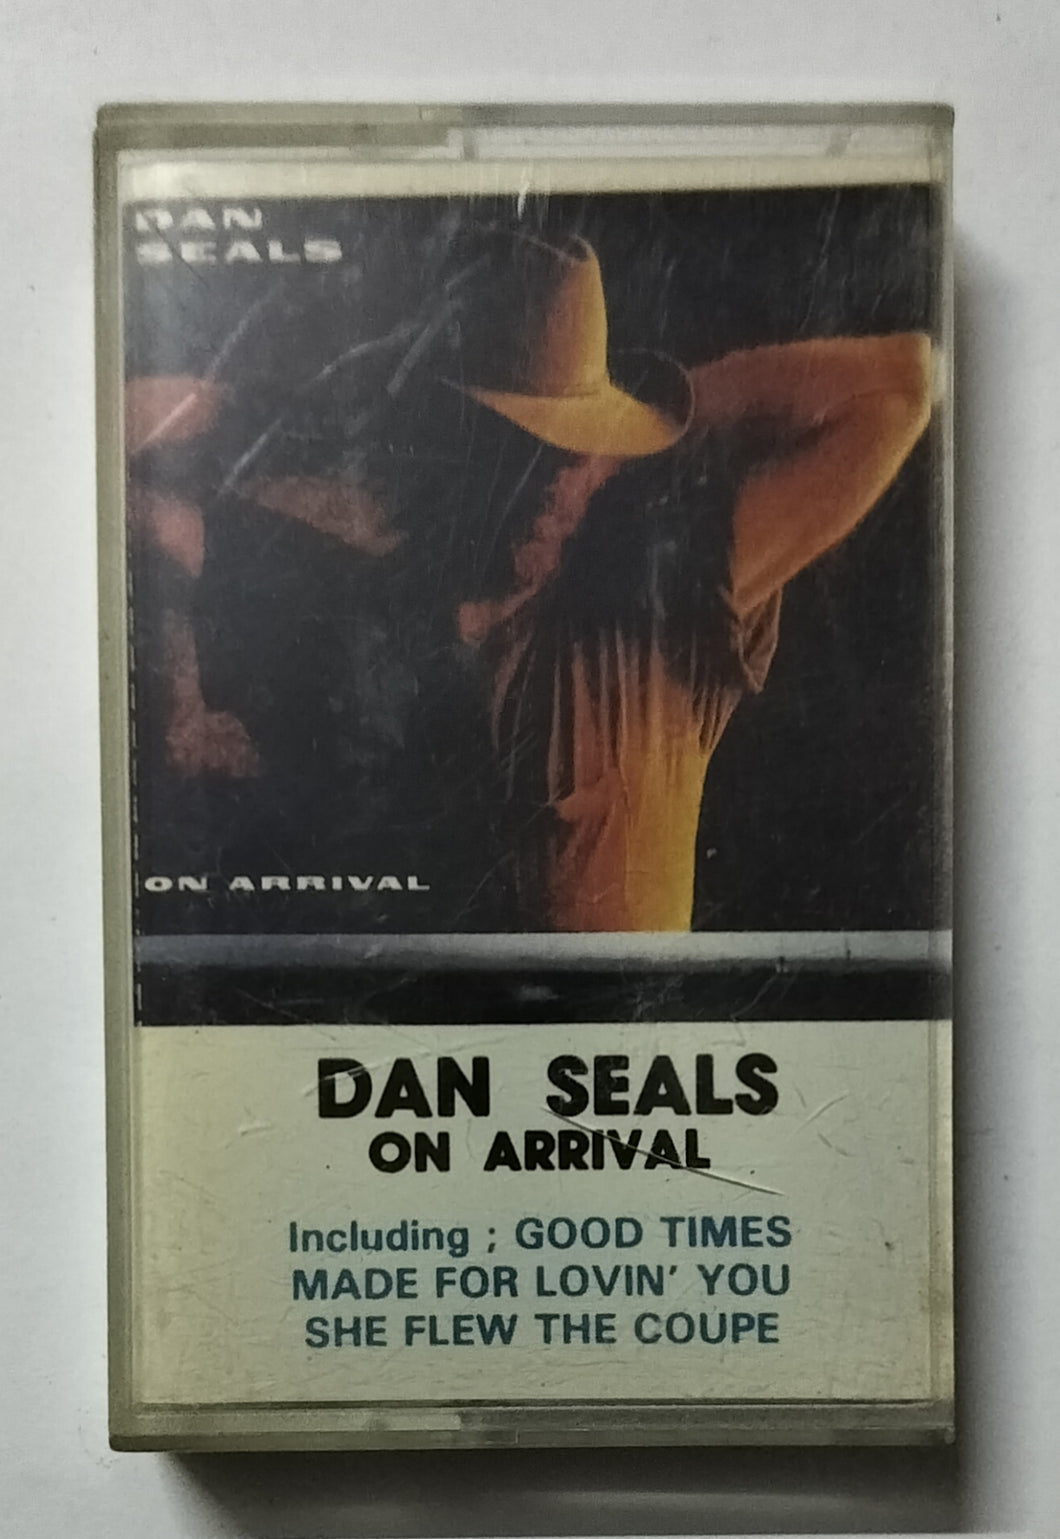 DAN
SEALS
ON ARRIVAL
DAN SEALS
ON ARRIVAL
Including ; GOOD TIMES
MADE FOR LOVIN' YOU
SHE FLEW THE COUPE